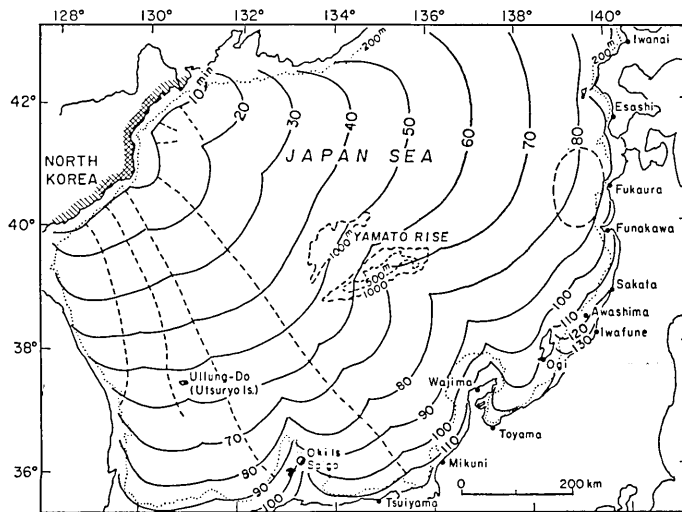 128° 130° 132° 134° 136° 138° 140°
200m
Iwanai
200m
10 min
42°
20
30
40
50
60
70
80
Esashi
NORTH
KOREA
JAPAN SEA
Fukaura
40°
YAMATO RISE
1000m
500m
1000
Funakawa
Sakata
100
110
Awashima
120
Iwafune
130
38°
Ogi
Ullung-Do
(Utsuryo Is.)
80
Wajima
90
70
100
Toyama
Oki Is
110
80
Mikuni
36°
90
100
Tsuiyama
0 200 km